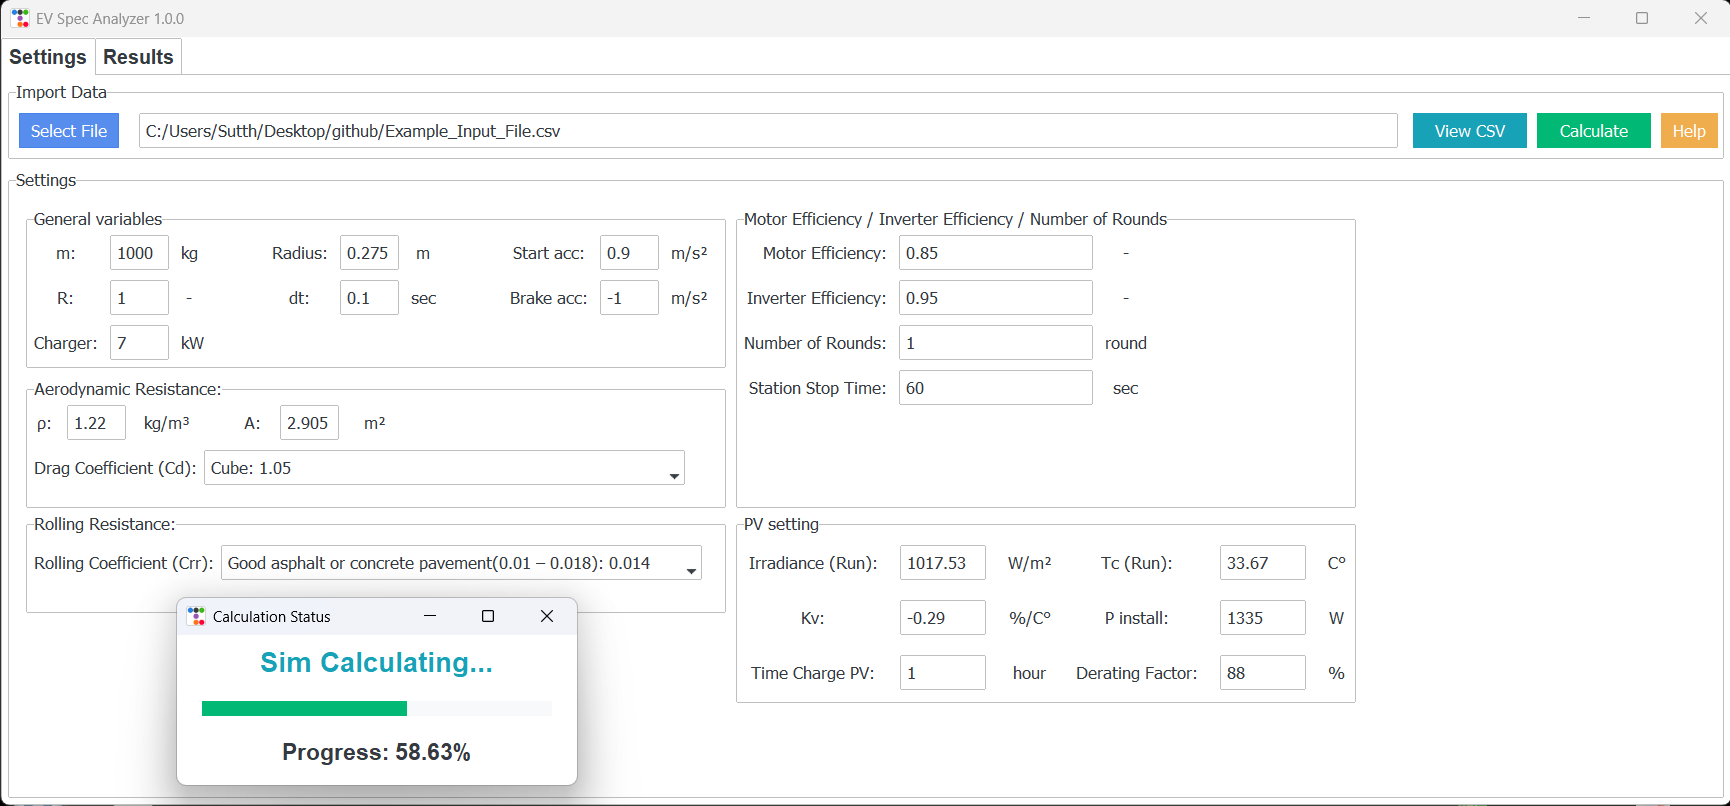 EV Spec Analyzer 1.0.0
Settings Results
Import Data
Select File C:/Users/Sutth/Desktop/github/Example_Input_File.csv View CSV Calculate Help
Settings
General variables
m: 1000 kg Radius: 0.275 m Start acc: 0.9 m/s²
R: 1 - dt: 0.1 sec Brake acc: -1 m/s²
Charger: 7 kW
Motor Efficiency / Inverter Efficiency / Number of Rounds
Motor Efficiency: 0.85 -
Inverter Efficiency: 0.95 -
Number of Rounds: 1 round
Station Stop Time: 60 sec
Aerodynamic Resistance:
ρ: 1.22 kg/m³ A: 2.905 m²
Drag Coefficient (Cd): Cube: 1.05
Rolling Resistance:
Rolling Coefficient (Crr): Good asphalt or concrete pavement(0.01 – 0.018): 0.014
PV setting
Irradiance (Run): 1017.53 W/m² Tc (Run): 33.67 Cº
Kv: -0.29 %/Cº P install: 1335 W
Time Charge PV: 1 hour Derating Factor: 88 %
Calculation Status
Sim Calculating...
Progress: 58.63%